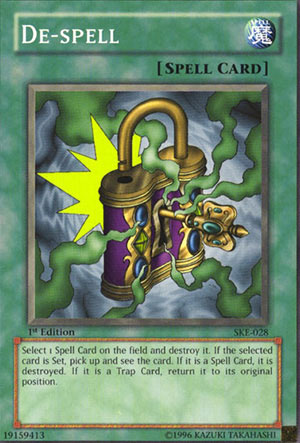 De-spell
魔
[Spell Card]
1st Edition
SKE-028
Select 1 Spell Card on the field and destroy it. If the selected
card is Set, pick up and see the card. If it is a Spell Card, it is
destroyed. If it is a Trap Card, return it to its original
position.
19159413
©1996 KAZUKI TAKAHASHI